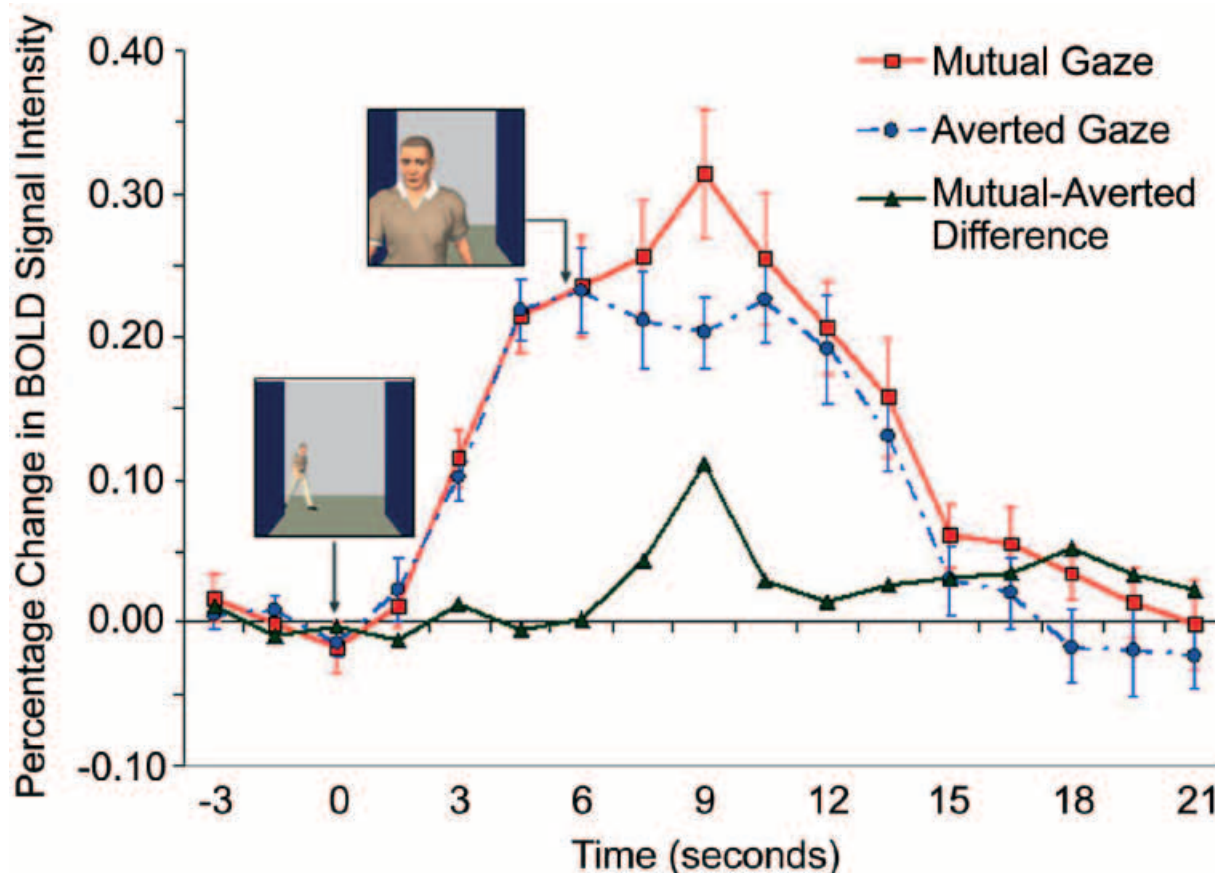 Percentage Change in BOLD Signal Intensity
0.40
0.30
0.20
0.10
0.00
-0.10
Mutual Gaze
Averted Gaze
Mutual-Averted
Difference
-3 0 3 6 9 12 15 18 21
Time (seconds)